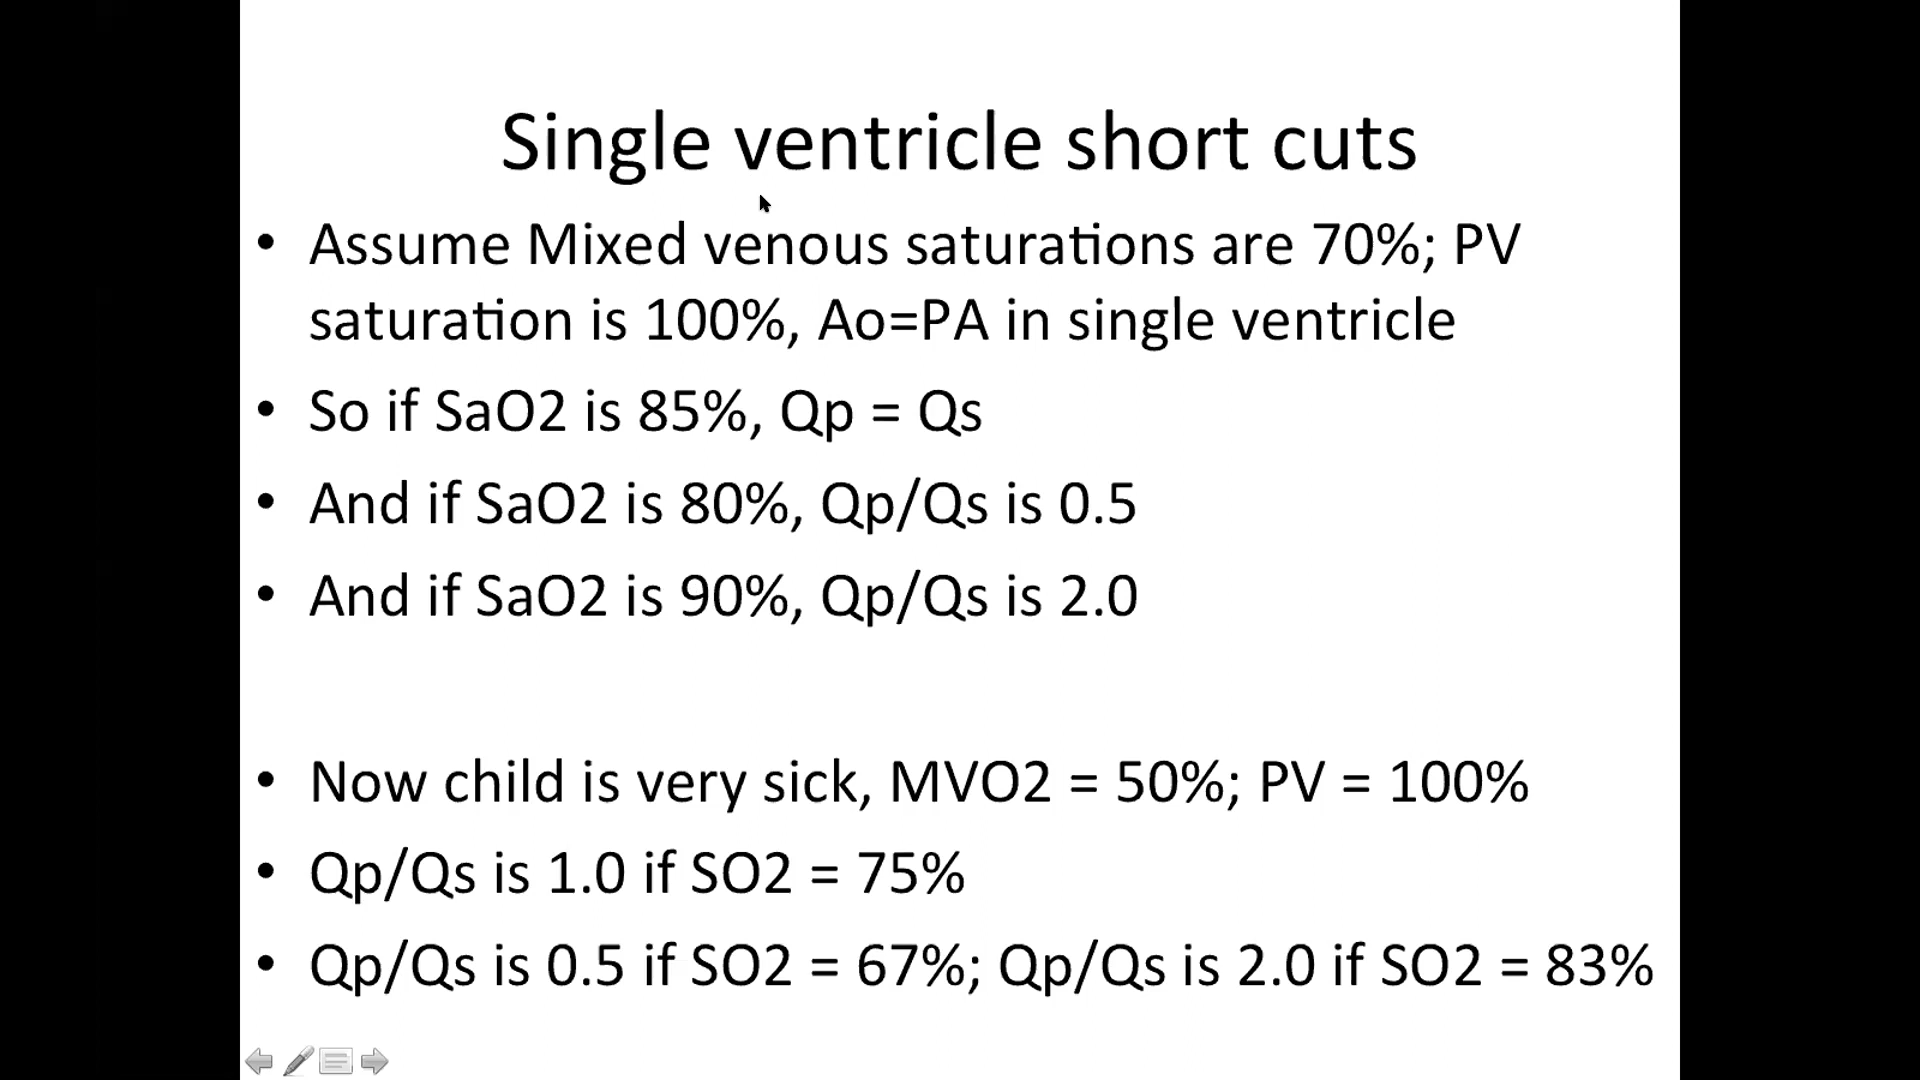 Single ventricle short cuts
• Assume Mixed venous saturations are 70%; PV
saturation is 100%, Ao=PA in single ventricle
• So if SaO2 is 85%, Qp = Qs
• And if SaO2 is 80%, Qp/Qs is 0.5
• And if SaO2 is 90%, Qp/Qs is 2.0
• Now child is very sick, MVO2 = 50%; PV = 100%
• Qp/Qs is 1.0 if SO2 = 75%
• Qp/Qs is 0.5 if SO2 = 67%; Qp/Qs is 2.0 if SO2 = 83%